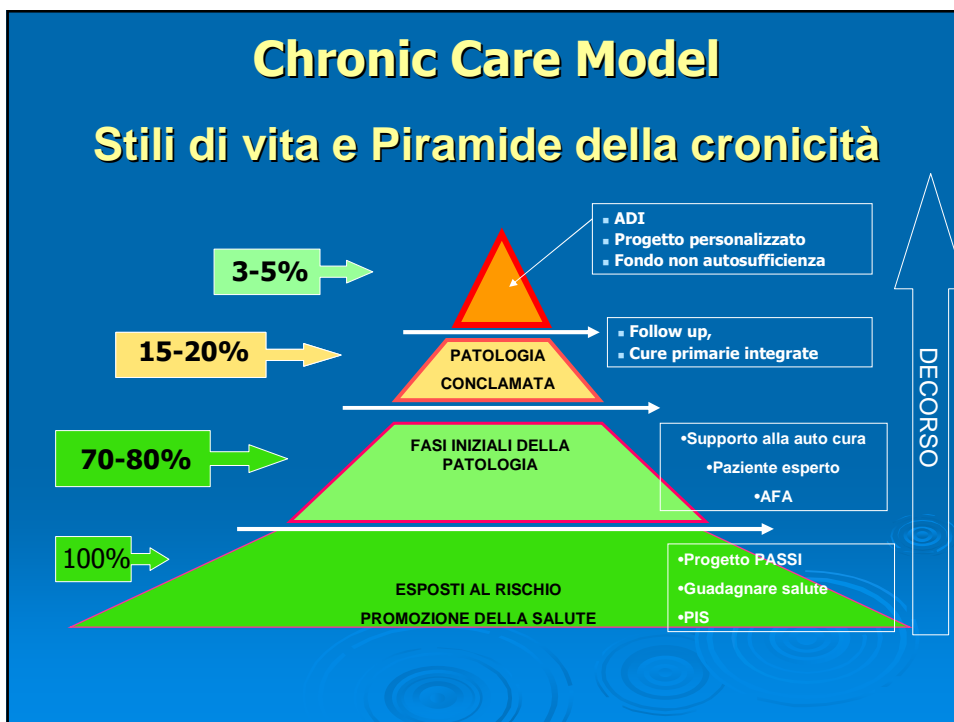 Chronic Care Model
Stili di vita e Piramide della cronicità
▪ ADI
▪ Progetto personalizzato
▪ Fondo non autosufficienza
3-5%
▪ Follow up,
▪ Cure primarie integrate
15-20%
PATOLOGIA
CONCLAMATA
DECORSO
70-80%
FASI INIZIALI DELLA
PATOLOGIA
•Supporto alla auto cura
•Paziente esperto
•AFA
100%
ESPOSTI AL RISCHIO
PROMOZIONE DELLA SALUTE
•Progetto PASSI
•Guadagnare salute
•PIS